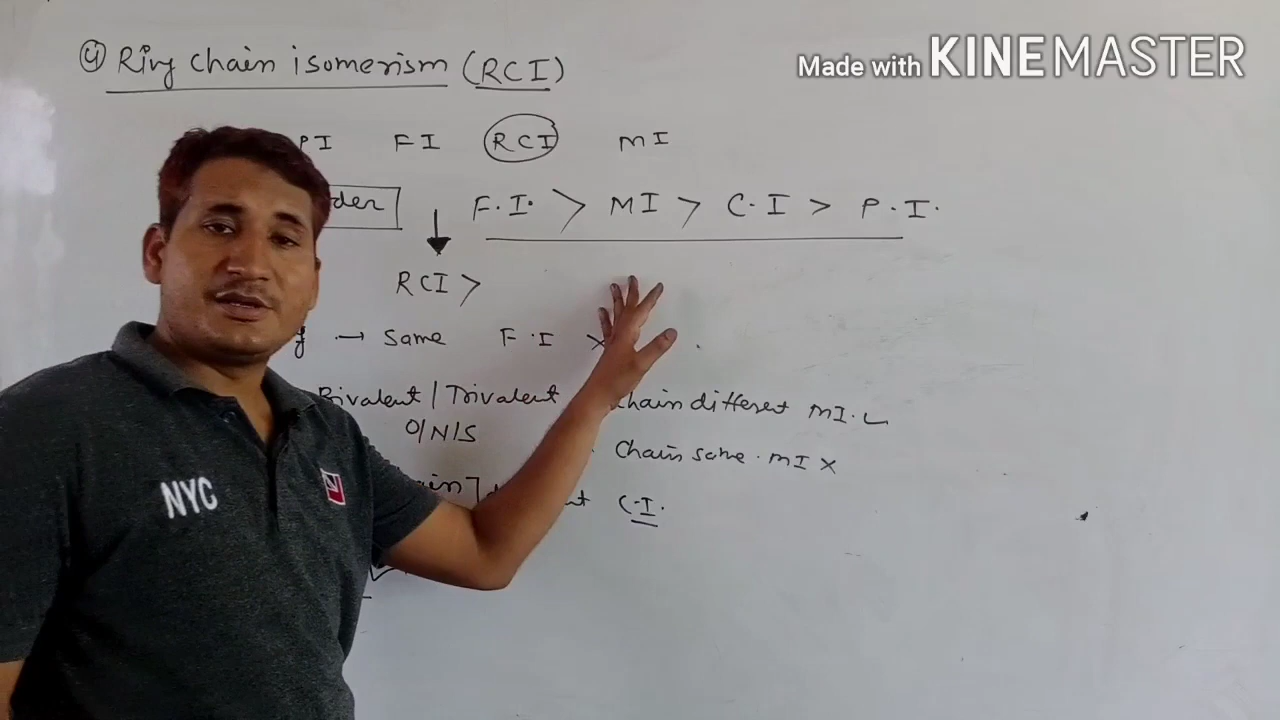 Made with KINEMASTER
④ Ring chain isomerism (RCI)
PI FI RCI MI
F.I. > MI > C.I > P.I.
RCI >
→ same F.I ×
Bivalent / Trivalent chain different MI.
O/N/S
chain same. MI ×
C.I.
NYC